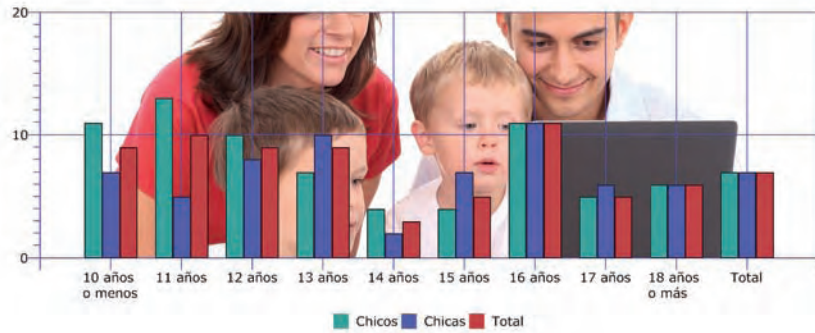 20
10
0
10 años
o menos
11 años
12 años
13 años
14 años
15 años
16 años
17 años
18 años
o más
Total
Chicos Chicas Total